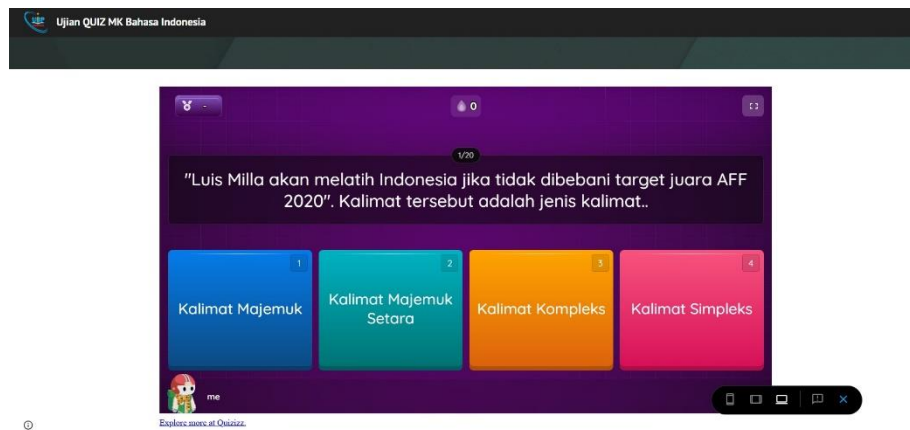 Ujian QUIZ MK Bahasa Indonesia
-
0
1/20
"Luis Milla akan melatih Indonesia jika tidak dibebani target juara AFF
2020". Kalimat tersebut adalah jenis kalimat..
1
Kalimat Majemuk
2
Kalimat Majemuk
Setara
3
Kalimat Kompleks
4
Kalimat Simpleks
me
Explore more at Quizizz.